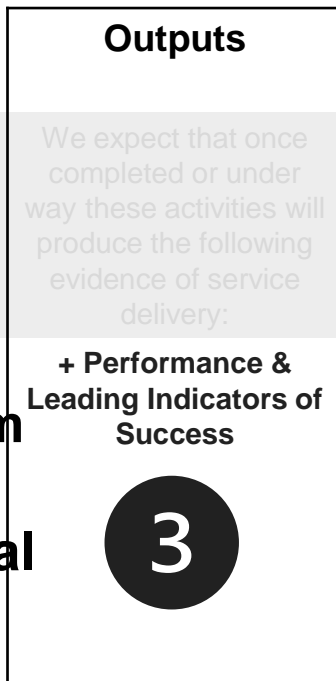 Outputs
We expect that once
completed or under
way these activities will
produce the following
evidence of service
delivery:
+ Performance &
Leading Indicators of
Success
3